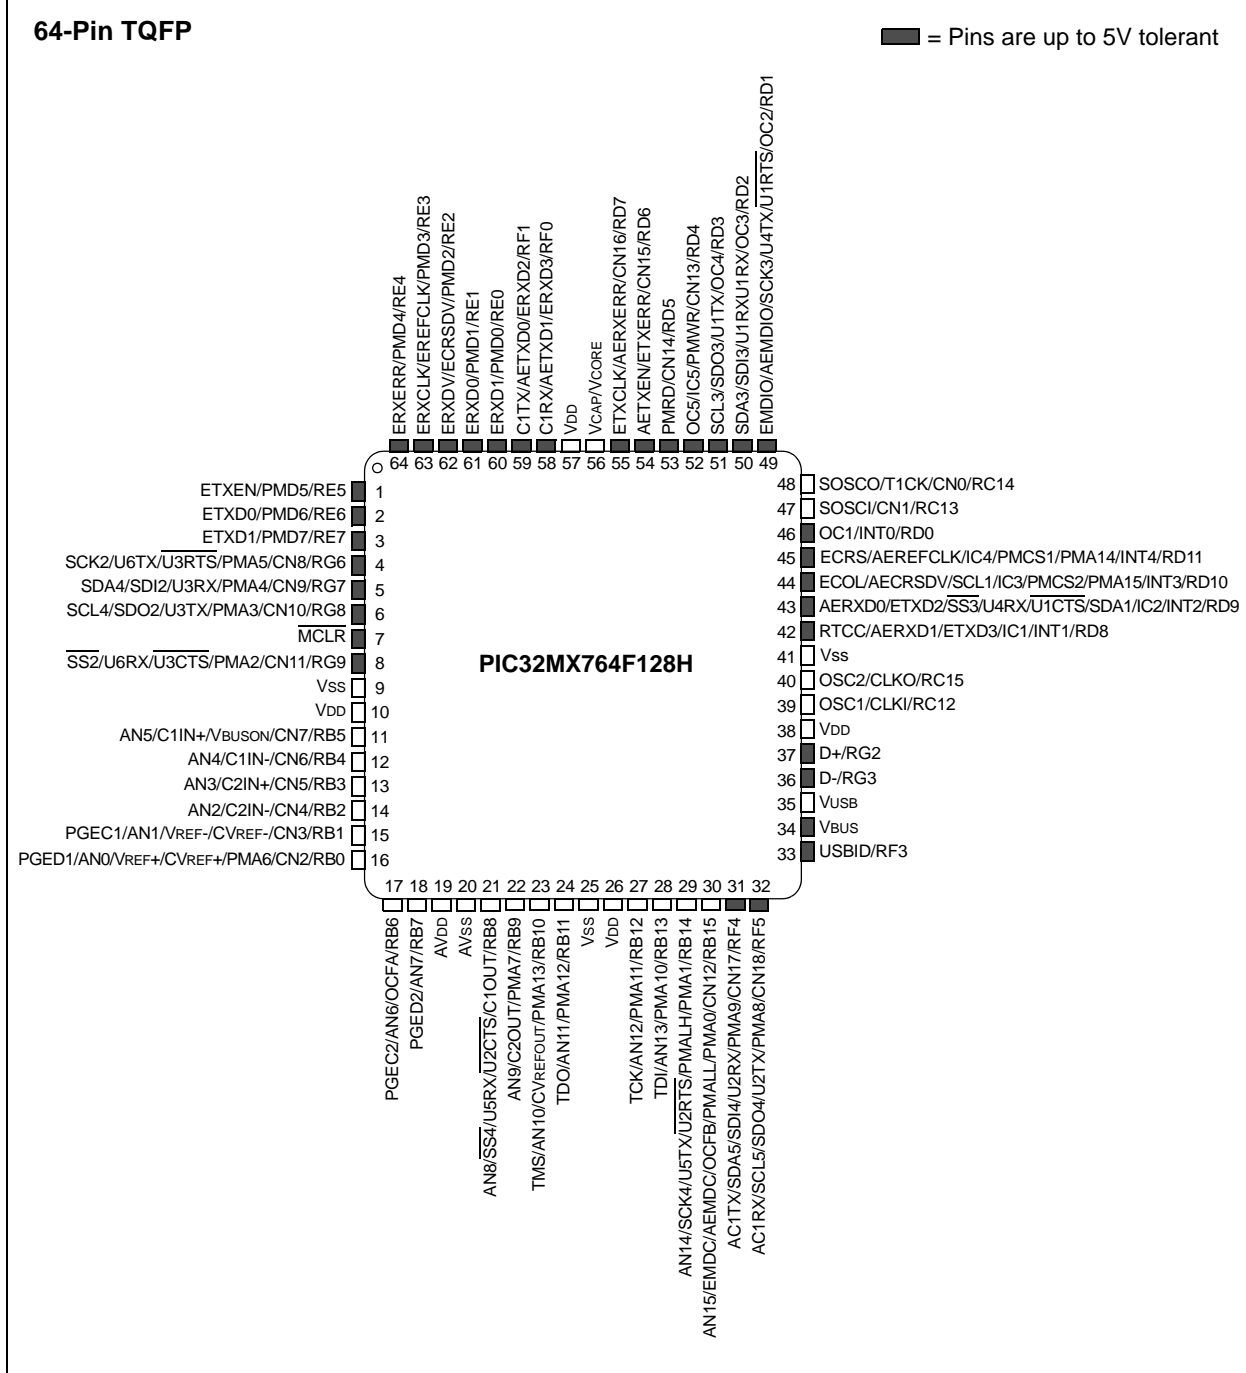 64-Pin TQFP
= Pins are up to 5V tolerant
ERXERR/PMD4/RE4
ERXCLK/EREFCLK/PMD3/RE3
ERXDV/ECRSDV/PMD2/RE2
ERXD0/PMD1/RE1
ERXD1/PMD0/RE0
C1TX/AETXD0/ERXD2/RF1
C1RX/AETXD1/ERXD3/RF0
VDD
VCAP/VCORE
ETXCLK/AERXERR/CN16/RD7
AETXEN/ETXERR/CN15/RD6
PMRD/CN14/RD5
OC5/IC5/PMWR/CN13/RD4
SCL3/SDO3/U1TX/OC4/RD3
SDA3/SDI3/U1RXU1RX/OC3/RD2
EMDIO/AEMDIO/SCK3/U4TX/U1RTS/OC2/RD1
64 63 62 61 60 59 58 57 56 55 54 53 52 51 50 49
ETXEN/PMD5/RE5 1
ETXD0/PMD6/RE6 2
ETXD1/PMD7/RE7 3
SCK2/U6TX/U3RTS/PMA5/CN8/RG6 4
SDA4/SDI2/U3RX/PMA4/CN9/RG7 5
SCL4/SDO2/U3TX/PMA3/CN10/RG8 6
MCLR 7
SS2/U6RX/U3CTS/PMA2/CN11/RG9 8
VSS 9
VDD 10
AN5/C1IN+/VBUSON/CN7/RB5 11
AN4/C1IN-/CN6/RB4 12
AN3/C2IN+/CN5/RB3 13
AN2/C2IN-/CN4/RB2 14
PGEC1/AN1/VREF-/CVREF-/CN3/RB1 15
PGED1/AN0/VREF+/CVREF+/PMA6/CN2/RB0 16
PIC32MX764F128H
48 SOSCO/T1CK/CN0/RC14
47 SOSCI/CN1/RC13
46 OC1/INT0/RD0
45 ECRS/AEREFCLK/IC4/PMCS1/PMA14/INT4/RD11
44 ECOL/AECRSDV/SCL1/IC3/PMCS2/PMA15/INT3/RD10
43 AERXD0/ETXD2/SS3/U4RX/U1CTS/SDA1/IC2/INT2/RD9
42 RTCC/AERXD1/ETXD3/IC1/INT1/RD8
41 Vss
40 OSC2/CLKO/RC15
39 OSC1/CLKI/RC12
38 VDD
37 D+/RG2
36 D-/RG3
35 VUSB
34 VBUS
33 USBID/RF3
17 18 19 20 21 22 23 24 25 26 27 28 29 30 31 32
PGEC2/AN6/OCFA/RB6
PGED2/AN7/RB7
AVDD
AVSS
AN8/SS4/U5RX/U2CTS/C1OUT/RB8
AN9/C2OUT/PMA7/RB9
TMS/AN10/CVREFOUT/PMA13/RB10
TDO/AN11/PMA12/RB11
VSS
VDD
TCK/AN12/PMA11/RB12
TDI/AN13/PMA10/RB13
AN14/SCK4/U5TX/U2RTS/PMALH/PMA1/RB14
AN15/EMDC/AEMDC/OCFB/PMALL/PMA0/CN12/RB15
AC1TX/SDA5/SDI4/U2RX/PMA9/CN17/RF4
AC1RX/SCL5/SDO4/U2TX/PMA8/CN18/RF5